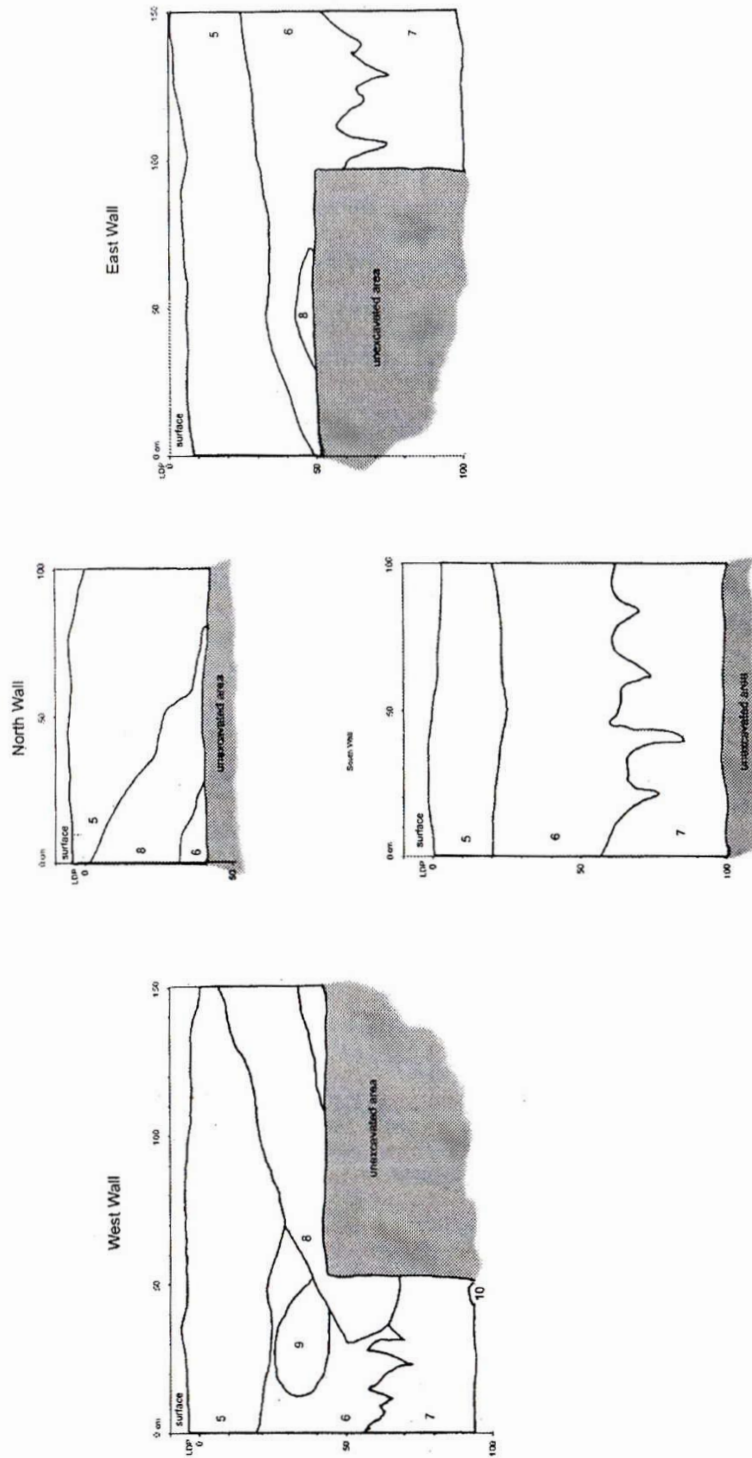 West Wall
0 cm 50 100 150
LDP
0
surface
5
9
8
6
50
unexcavated area
7
10
100
North Wall
0 cm 50 100
LDP
0
surface
5
8
6
unexcavated area
50
South Wall
0 cm 50 100
LDP
0
surface
5
6
50
7
100
unexcavated area
East Wall
0 cm 50 100 150
LDP
0
surface
5
6
8
50
unexcavated area
7
100